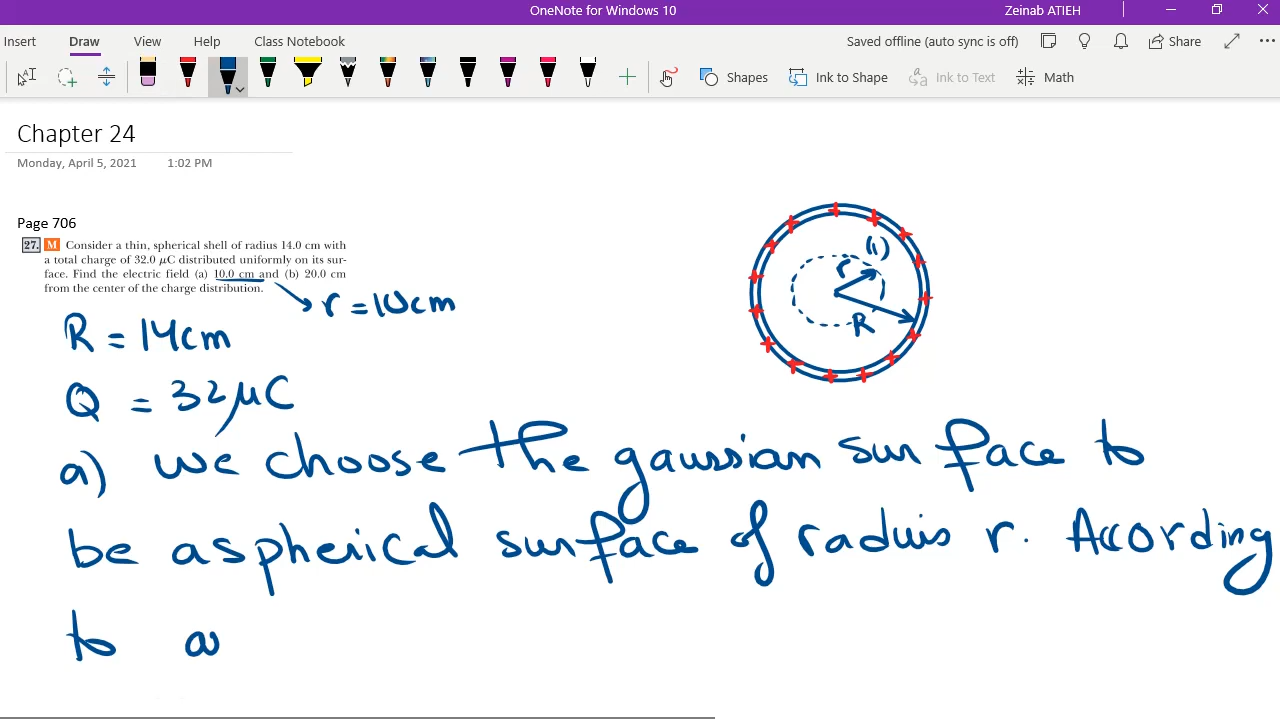 OneNote for Windows 10
Zeinab ATIEH
Insert Draw View Help Class Notebook
Saved offline (auto sync is off)
Share
Shapes
Ink to Shape
Ink to Text
Math
Chapter 24
Monday, April 5, 2021 1:02 PM
Page 706
27. M Consider a thin, spherical shell of radius 14.0 cm with
a total charge of 32.0 μC distributed uniformly on its sur-
face. Find the electric field (a) 10.0 cm and (b) 20.0 cm
from the center of the charge distribution.
r = 10cm
R = 14cm
Q = 32μC
(1)
r
R
a) we choose the gaussian surface to
be a spherical surface of raduis r. According
to